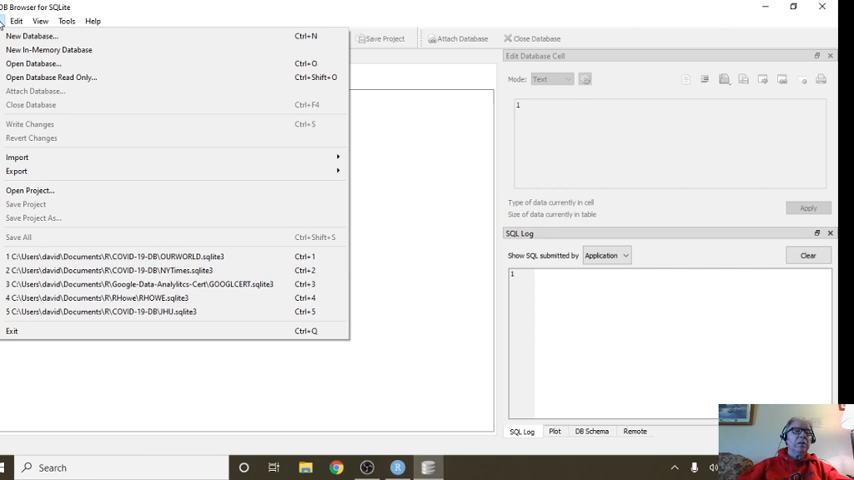 DB Browser for SQLite
Edit View Tools Help
New Database... Ctrl+N
New In-Memory Database
Open Database... Ctrl+O
Open Database Read Only... Ctrl+Shift+O
Attach Database...
Close Database Ctrl+F4
Write Changes Ctrl+S
Revert Changes
Import
Export
Open Project...
Save Project
Save Project As...
Save All Ctrl+Shift+S
1 C:\Users\david\Documents\R\COVID-19-DB\OURWORLD.sqlite3 Ctrl+1
2 C:\Users\david\Documents\R\COVID-19-DB\NYTimes.sqlite3 Ctrl+2
3 C:\Users\david\Documents\R\Google-Data-Analyitcs-Cert\GOOGLCERT.sqlite3 Ctrl+3
4 C:\Users\david\Documents\R\RHowe\RHOWE.sqlite3 Ctrl+4
5 C:\Users\david\Documents\R\COVID-19-DB\JHU.sqlite3 Ctrl+5
Exit Ctrl+Q
Save Project Attach Database Close Database
Edit Database Cell
Mode: Text
1
Type of data currently in cell
Size of data currently in table
Apply
SQL Log
Show SQL submitted by Application Clear
1
SQL Log Plot DB Schema Remote
Search